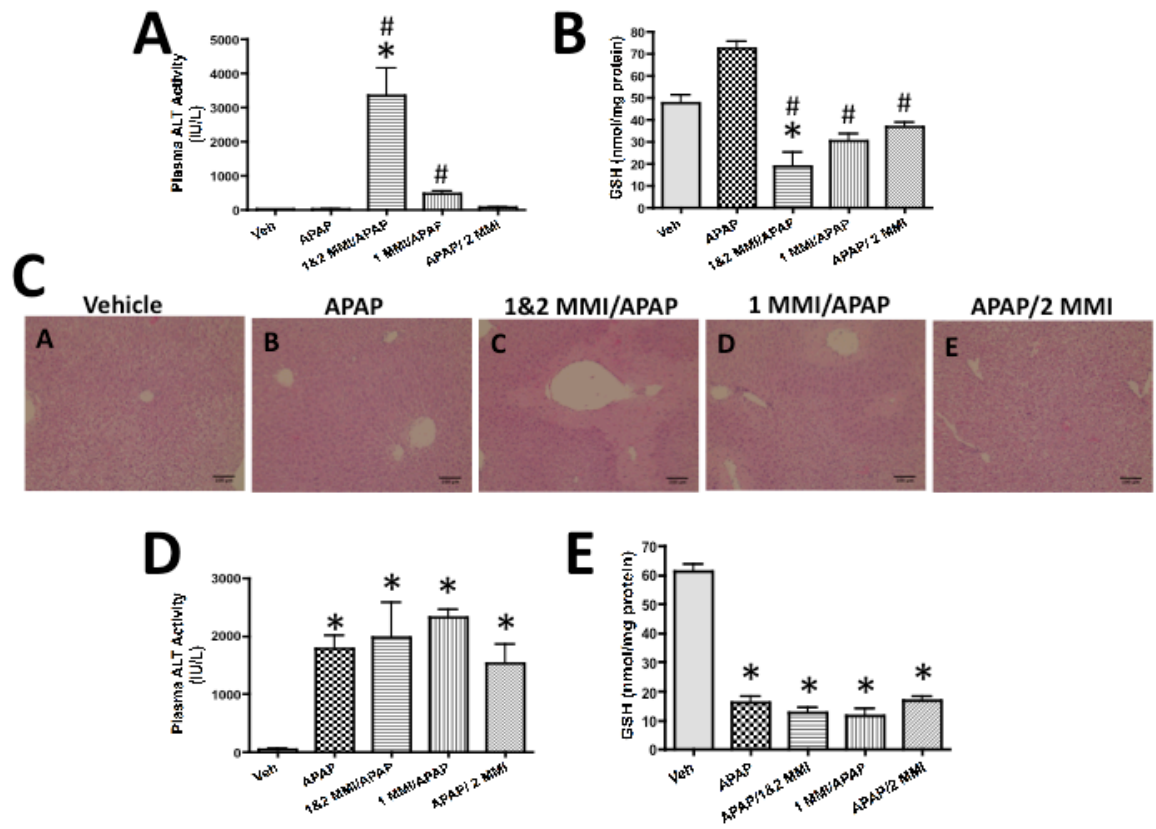 A
B
Plasma ALT Activity
(IU/L)
5000
4000
3000
2000
1000
0
#
*
#
Veh
APAP
1&2 MMI/APAP
1 MMI/APAP
APAP/ 2 MMI
GSH (nmol/mg protein)
80
70
60
50
40
30
20
10
0
#
*
#
#
Veh
APAP
1&2 MMI/APAP
1 MMI/APAP
APAP/ 2 MMI
C
Vehicle
APAP
1&2 MMI/APAP
1 MMI/APAP
APAP/2 MMI
A
B
C
D
E
D
E
Plasma ALT Activity
(IU/L)
3000
2000
1000
0
*
*
*
*
Veh
APAP
1&2 MMI/APAP
1 MMI/APAP
APAP/ 2 MMI
GSH (nmol/mg protein)
70
60
50
40
30
20
10
0
*
*
*
*
Veh
APAP
APAP/1&2 MMI
1 MMI/APAP
APAP/2 MMI